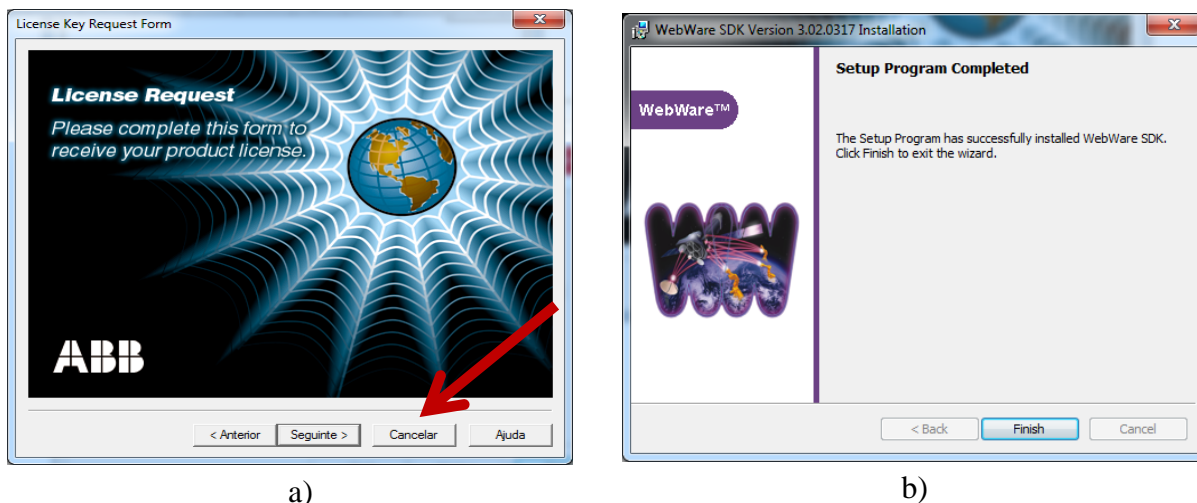 License Key Request Form
License Request
Please complete this form to
receive your product license.
ABB
< Anterior Seguinte > Cancelar Ajuda
a)
WebWare SDK Version 3.02.0317 Installation
Setup Program Completed
WebWare™
The Setup Program has successfully installed WebWare SDK.
Click Finish to exit the wizard.
< Back Finish Cancel
b)